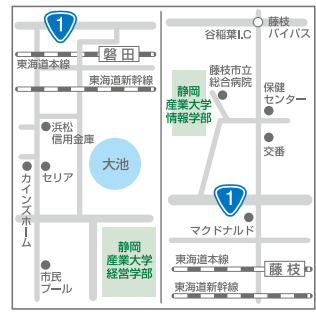 1
磐田
東海道本線
東海道新幹線
浜松
信用金庫
大池
セリア
カインズホーム
静岡
産業大学
経営学部
市民
プール
谷稲葉I.C
藤枝
バイパス
藤枝市立
総合病院
静岡
産業大学
情報学部
保健
センター
交番
1
マクドナルド
東海道本線
藤枝
東海道新幹線